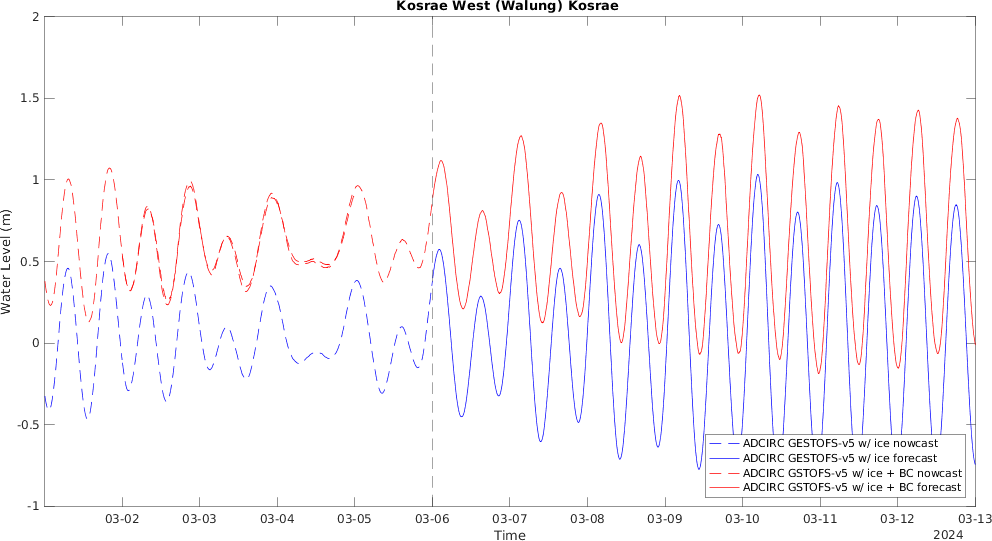 Kosrae West (Walung) Kosrae
Water Level (m)
2
1.5
1
0.5
0
-0.5
-1
ADCIRC GESTOFS-v5 w/ ice nowcast
ADCIRC GESTOFS-v5 w/ ice forecast
ADCIRC GSTOFS-v5 w/ ice + BC nowcast
ADCIRC GSTOFS-v5 w/ ice + BC forecast
03-02 03-03 03-04 03-05 03-06 03-07 03-08 03-09 03-10 03-11 03-12 03-13
Time
2024